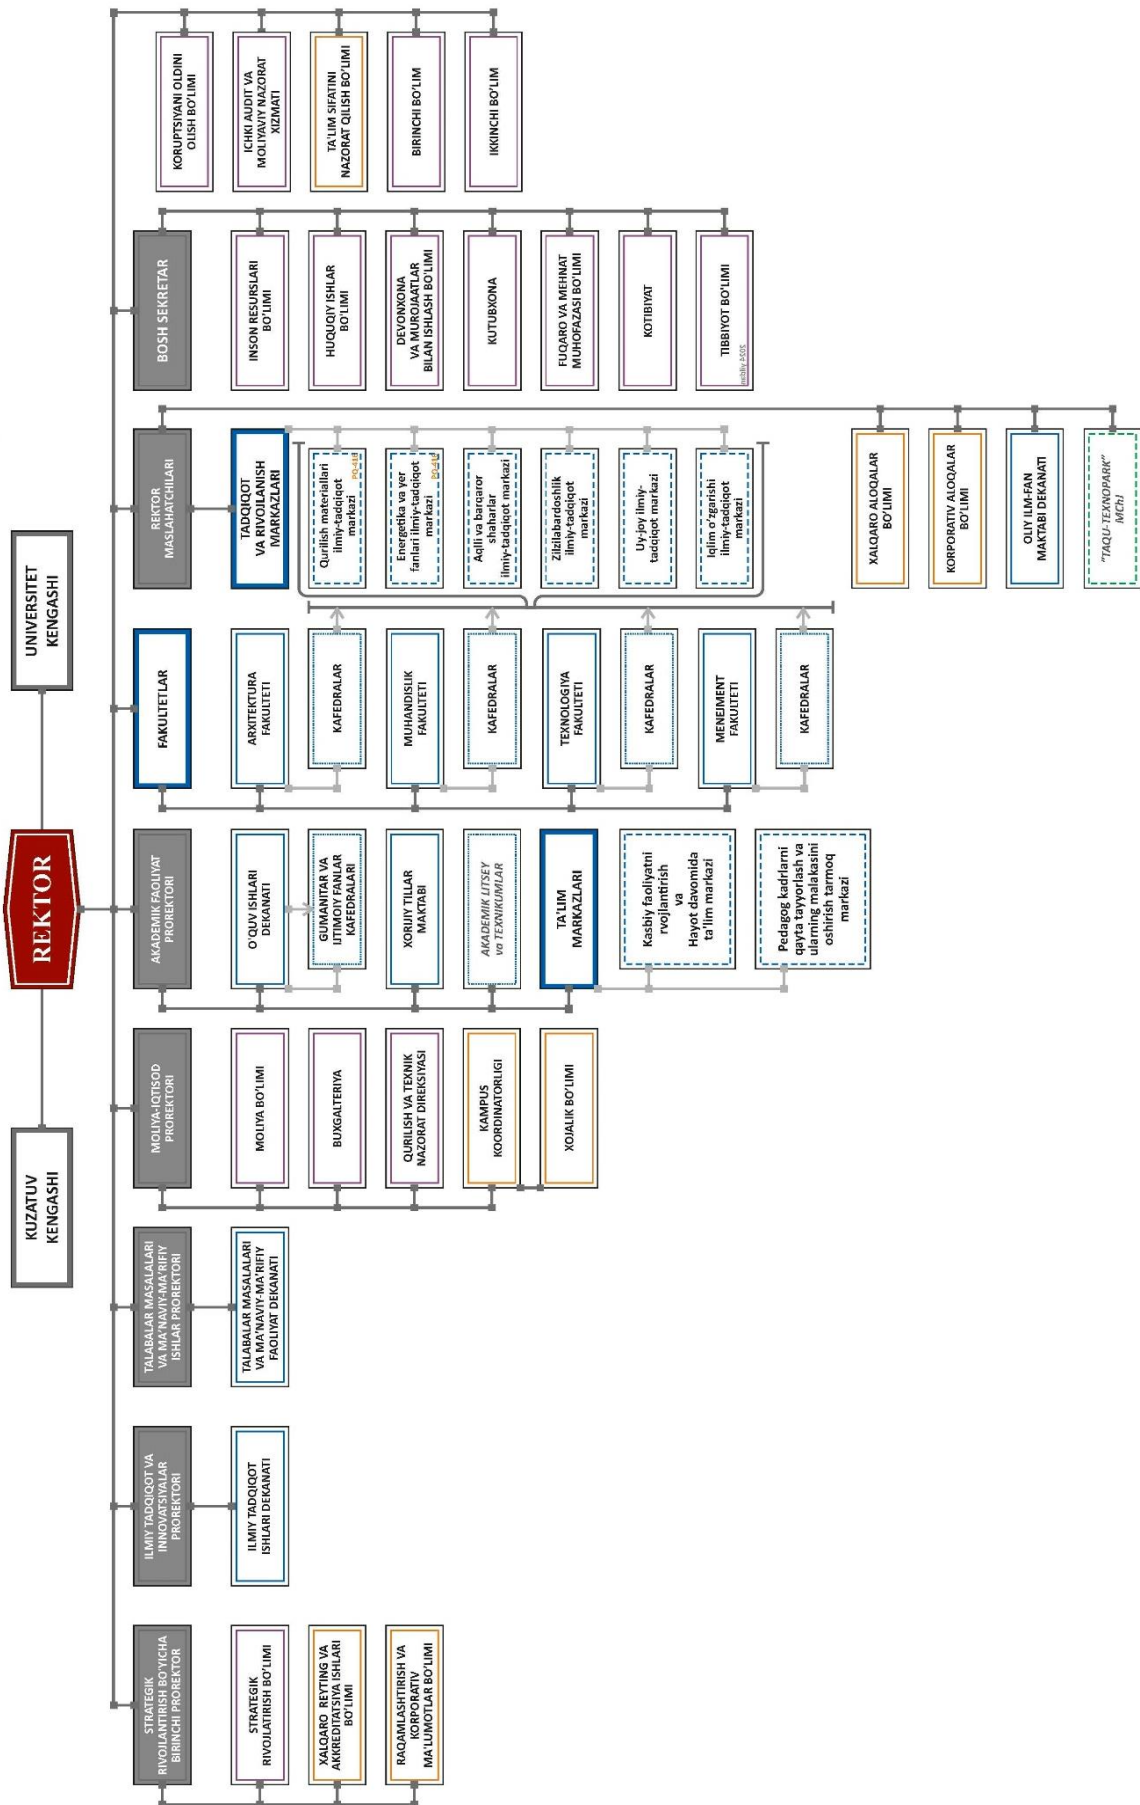 REKTOR
KUZATUV
KENGASHI
UNIVERSITET
KENGASHI
STRATEGIK
RIVOJLANTIRISH BO'YICHA
BIRINCHI PROREKTOR
STRATEGIK
RIVOJLATIRISH BO'LIMI
XALQARO REYTING VA
AKKREDITATSIYA ISHLARI
BO'LIMI
RAQAMLASHTIRISH VA
KORPORATIV
MA'LUMOTLAR BO'LIMI
ILMIY TADQIQOT VA
INNOVATSIYALAR
PROREKTORI
ILMIY TADQIQOT
ISHLARI DEKANATI
TALABALAR MASALALARI
VA MA'NAVIY-MA'RIFIY
ISHLAR PROREKTORI
TALABALAR MASALALARI
VA MA'NAVIY-MA'RIFIY
FAOLIYAT DEKANATI
MOLIYA-IQTISOD
PROREKTORI
MOLIYA BO'LIMI
BUXGALTERIYA
QURILISH VA TEXNIK
NAZORAT DIREKSIYASI
KAMPUS
KOORDINATORLIGI
XOJALIK BO'LIMI
AKADEMIK FAOLIYAT
PROREKTORI
O'QUV ISHLARI
DEKANATI
GUMANITAR VA
IJTIMOIY FANLAR
KAFEDRALARI
XORIJIY TILLAR
MAKTABI
AKADEMIK LITSEY
va TEXNIKUMLAR
TA'LIM
MARKAZLARI
Kasbiy faoliyatni
rvojlantirish
va
Hayot davomida
ta'lim markazi
Pedagog kadrlarni
qayta tayyorlash va
ularning malakasini
oshirish tarmoq
markazi
FAKULTETLAR
ARXITEKTURA
FAKULTETI
KAFEDRALAR
MUHANDISLIK
FAKULTETI
KAFEDRALAR
TEXNOLOGIYA
FAKULTETI
KAFEDRALAR
MENEJMENT
FAKULTETI
KAFEDRALAR
REKTOR
MASLAHATCHILARI
TADQIQOT
VA RIVOJLANISH
MARKAZLARI
Qurilish materiallari
ilmiy-tadqiqot
markazi
Energetika va yer
fanlari ilmiy-tadqiqot
markazi
Aqlli va barqaror
shaharlar
ilmiy-tadqiqot markazi
Zilzilabardoshlik
ilmiy-tadqiqot
markazi
Uy-joy ilmiy-
tadqiqot markazi
Iqlim o'zgarishi
ilmiy-tadqiqot
markazi
XALQARO ALOQALAR
BO'LIMI
KORPORATIV ALOQALAR
BO'LIMI
OLIY ILM-FAN
MAKTABI DEKANATI
"TAQU-TEXNOPARK"
MChJ
BOSH SEKRETAR
INSON RESURSLARI
BO'LIMI
HUQUQIY ISHLAR
BO'LIMI
DEVONXONA
VA MUROJAATLAR
BILAN ISHLASH BO'LIMI
KUTUBXONA
FUQARO VA MEHNAT
MUHOFAZASI BO'LIMI
KOTIBIYAT
TIBBIYOT BO'LIMI
KORUPTSIYANI OLDINI
OLISH BO'LIMI
ICHKI AUDIT VA
MOLIYAVIY NAZORAT
XIZMATI
TA'LIM SIFATINI
NAZORAT QILISH BO'LIMI
BIRINCHI BO'LIM
IKKINCHI BO'LIM